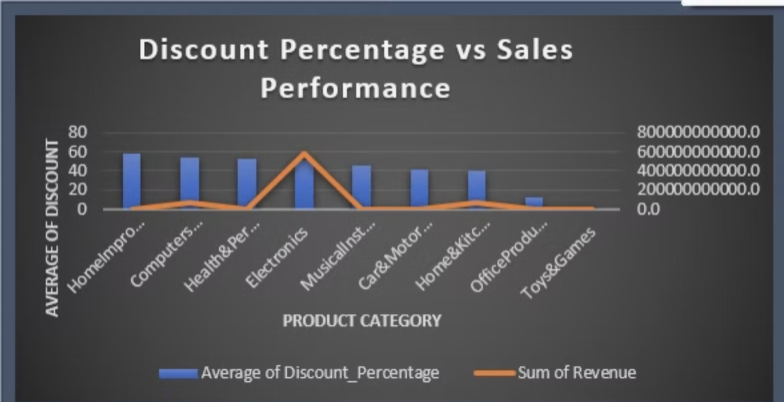 Discount Percentage vs Sales
Performance
AVERAGE OF DISCOUNT
80
60
40
20
0
800000000000.0
600000000000.0
400000000000.0
200000000000.0
0.0
HomeImpro...
Computers...
Health&Per...
Electronics
MusicalInst...
Car&Motor...
Home&Kitc...
OfficeProdu...
Toys&Games
PRODUCT CATEGORY
Average of Discount_Percentage
Sum of Revenue